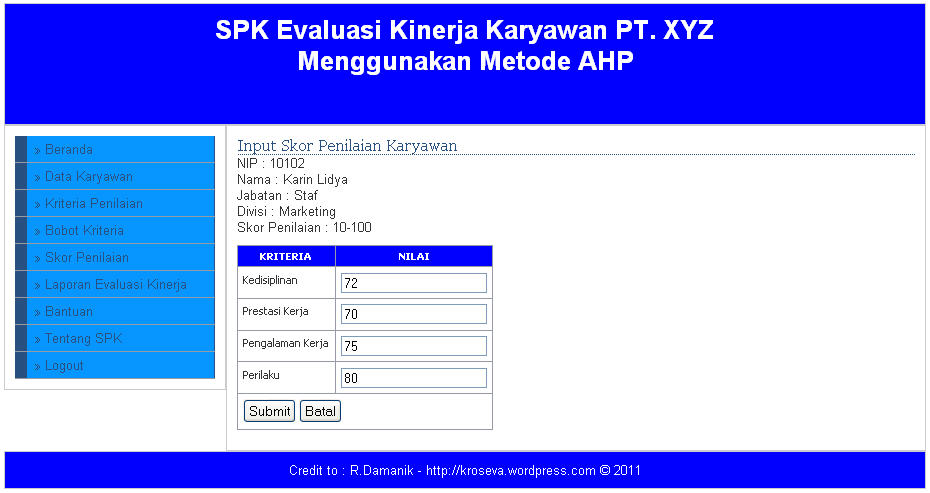 SPK Evaluasi Kinerja Karyawan PT. XYZ
Menggunakan Metode AHP
» Beranda
» Data Karyawan
» Kriteria Penilaian
» Bobot Kriteria
» Skor Penilaian
» Laporan Evaluasi Kinerja
» Bantuan
» Tentang SPK
» Logout
Input Skor Penilaian Karyawan
NIP : 10102
Nama : Karin Lidya
Jabatan : Staf
Divisi : Marketing
Skor Penilaian : 10-100
KRITERIA NILAI
Kedisiplinan 72
Prestasi Kerja 70
Pengalaman Kerja 75
Perilaku 80
Submit Batal
Credit to : R.Damanik - http://kroseva.wordpress.com © 2011